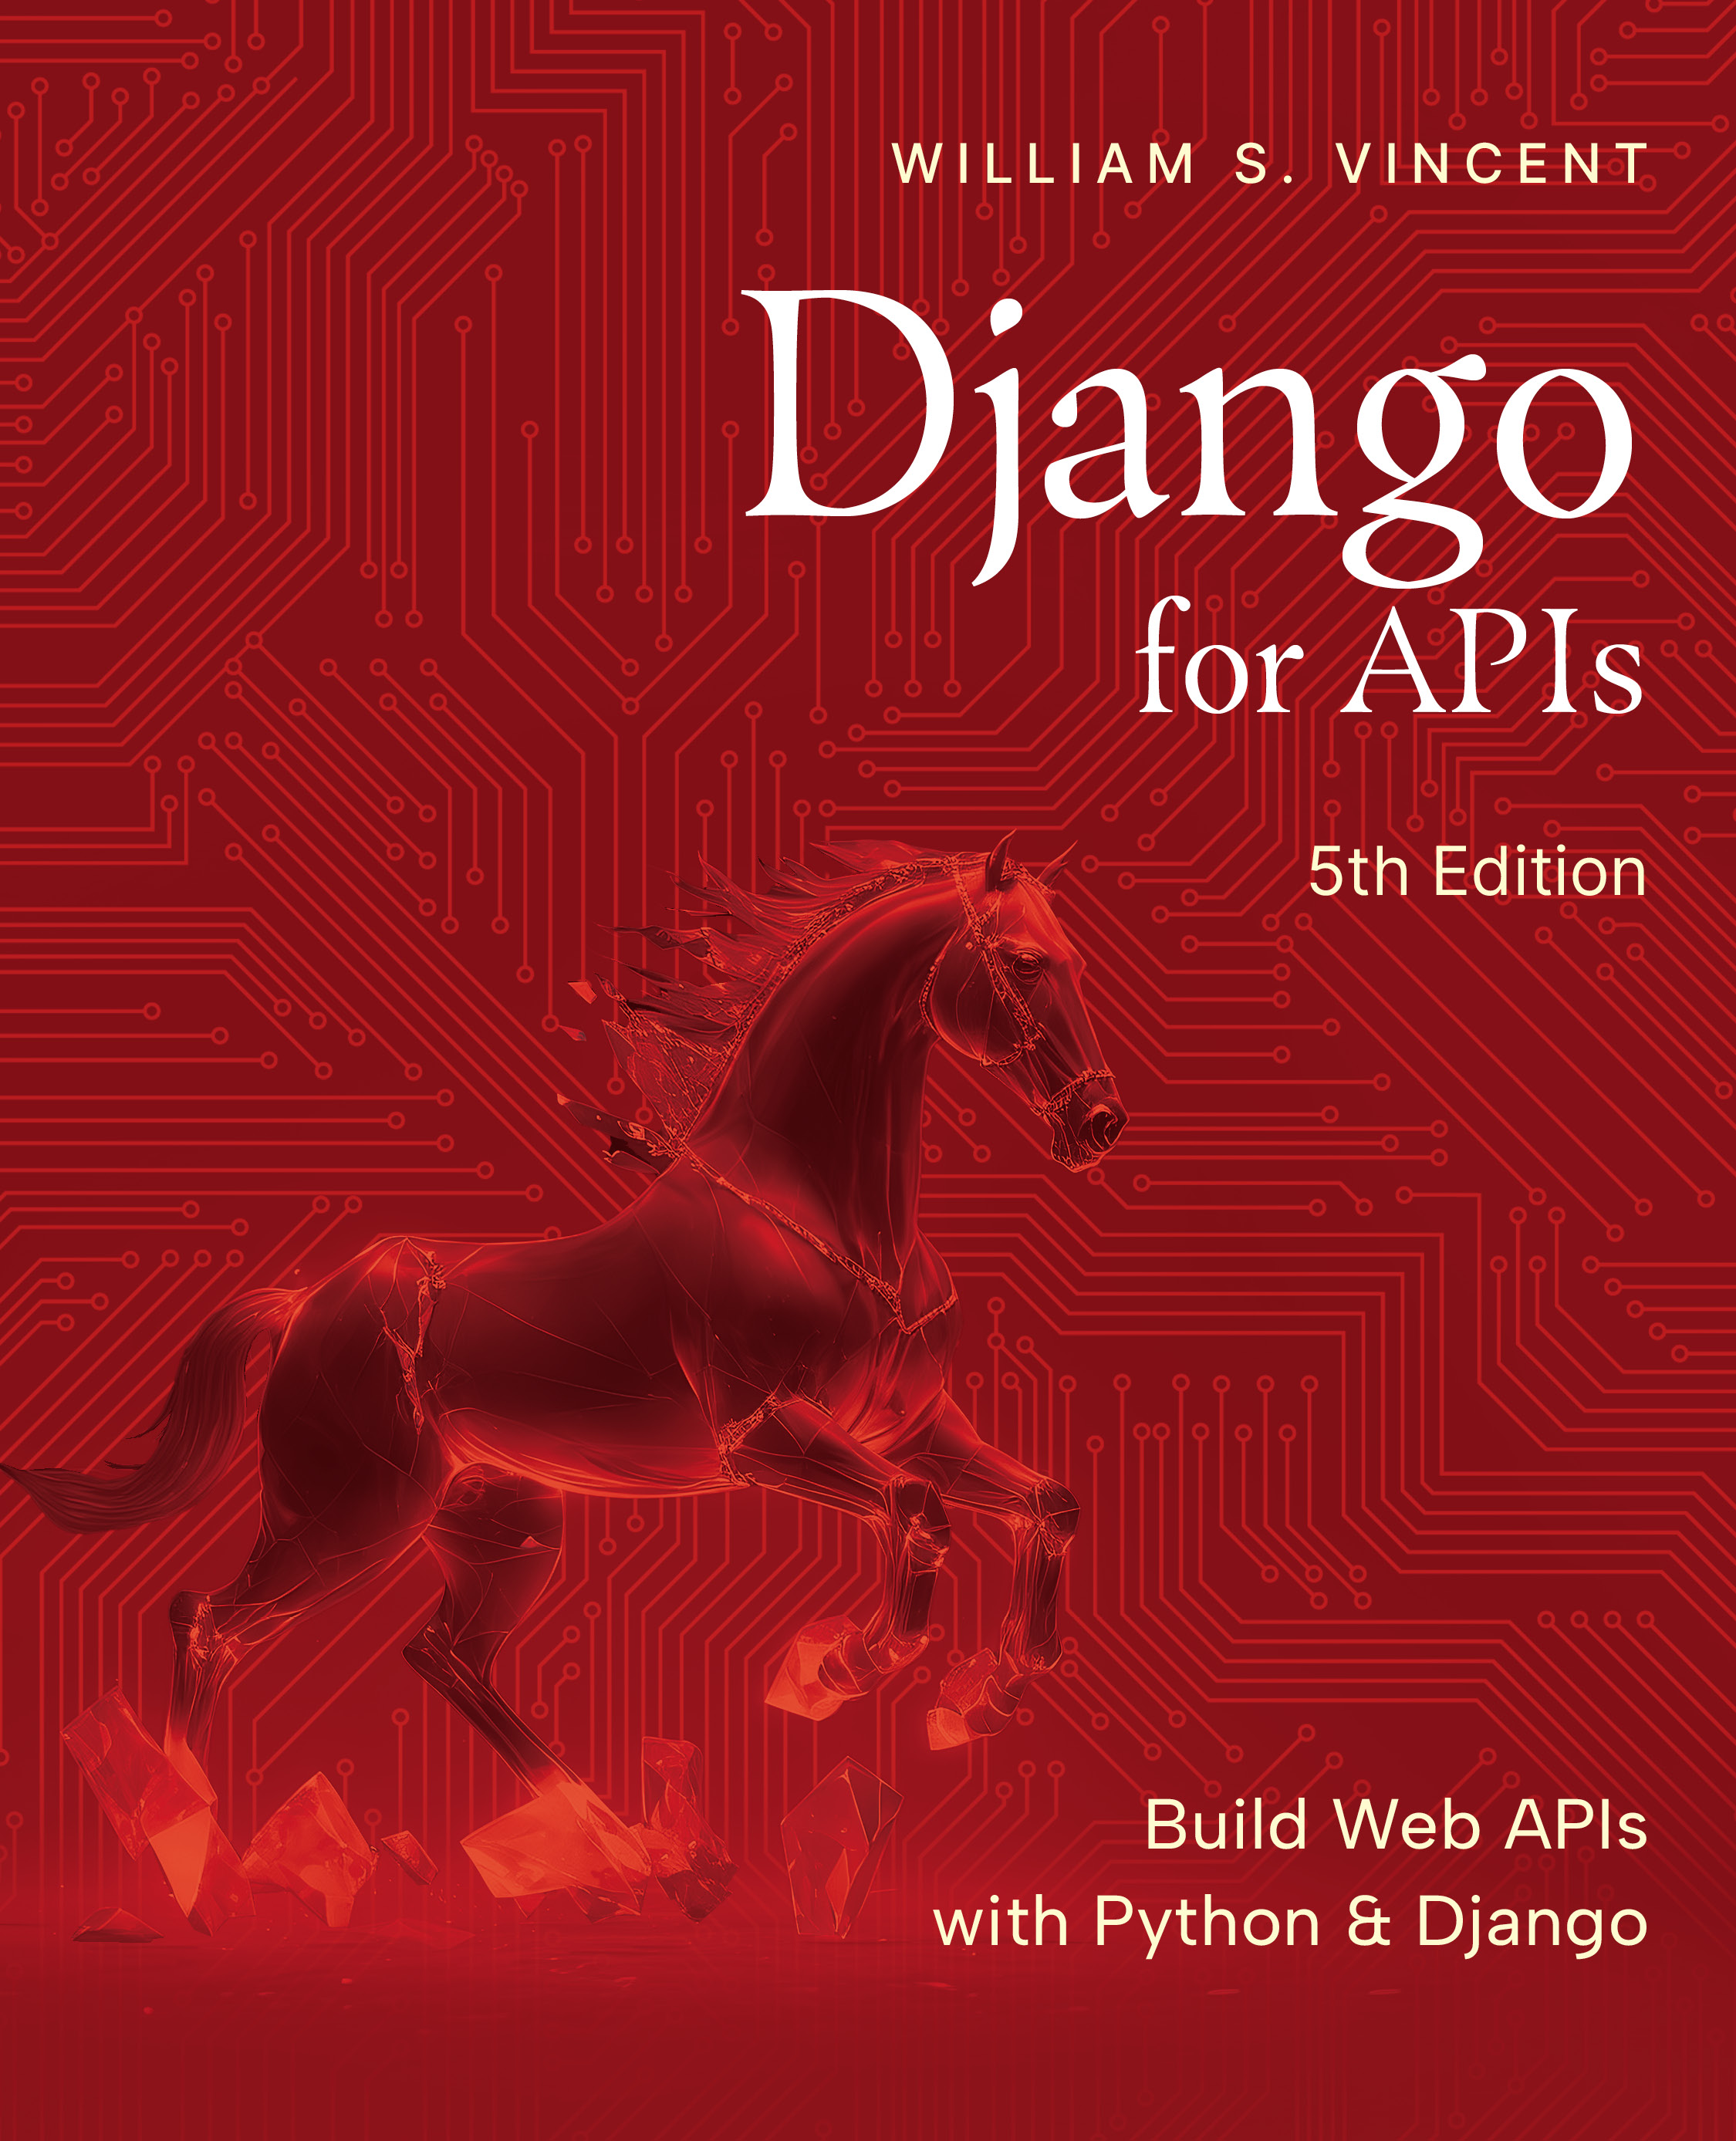 WILLIAM S. VINCENT
Django
for APIs
5th Edition
Build Web APIs
with Python & Django